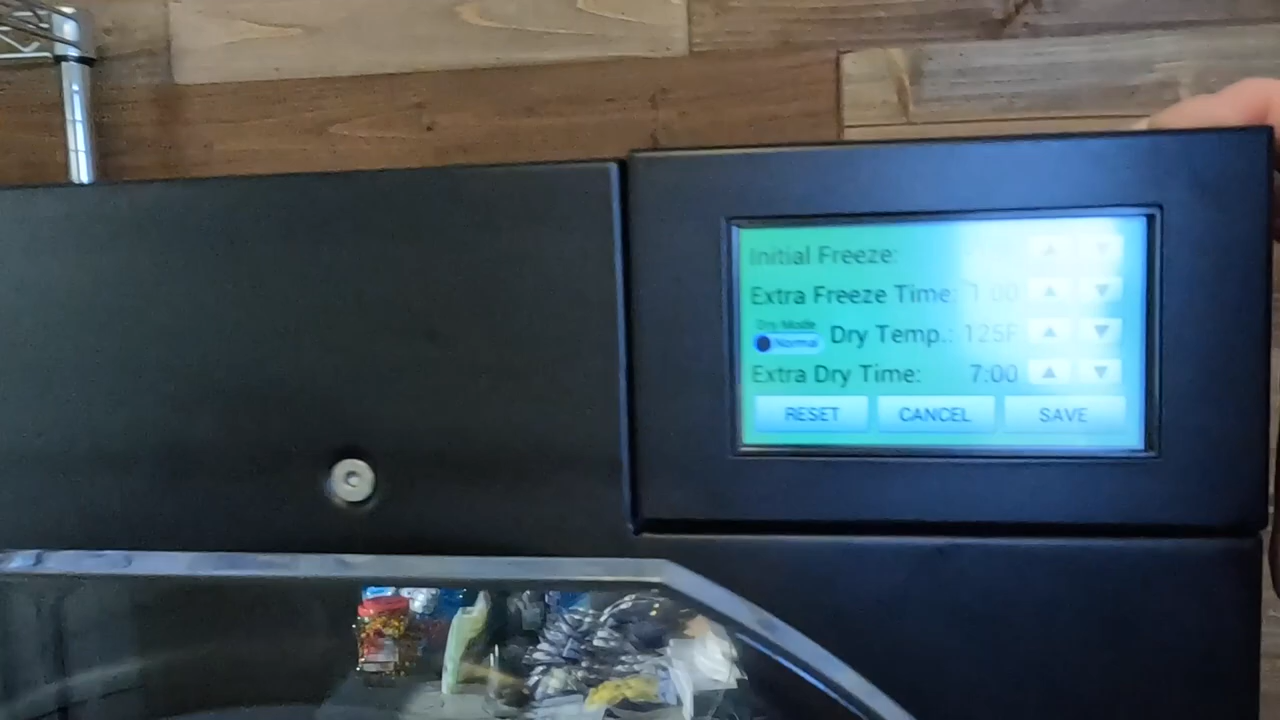 Initial Freeze:
Extra Freeze Time: 1:00
Dry Mode
Normal Dry Temp.: 125F
Extra Dry Time: 7:00
RESET CANCEL SAVE